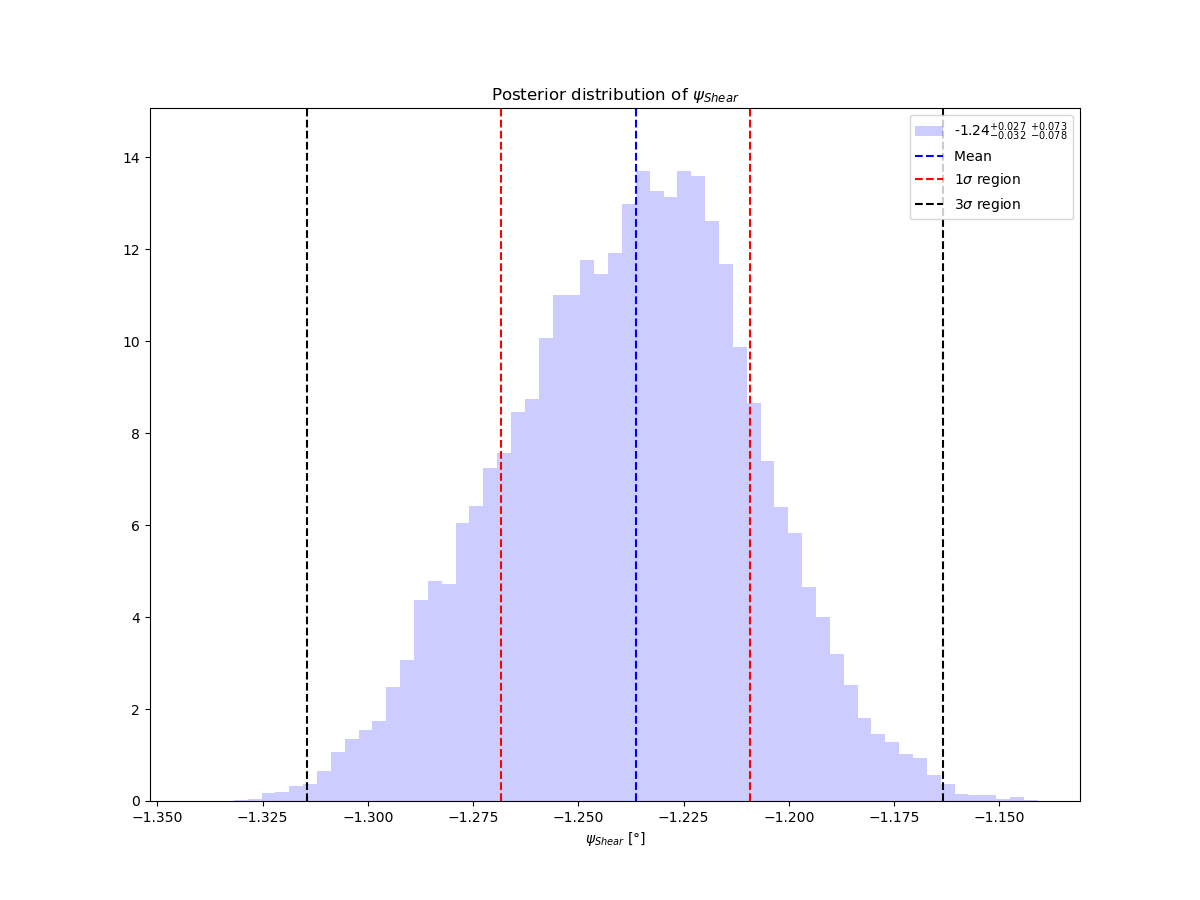 Posterior distribution of ψ_Shear
-1.24^{+0.027 +0.073}_{−0.032 −0.078}
Mean
1σ region
3σ region
14
12
10
8
6
4
2
0
−1.350 −1.325 −1.300 −1.275 −1.250 −1.225 −1.200 −1.175 −1.150
ψ_Shear [°]